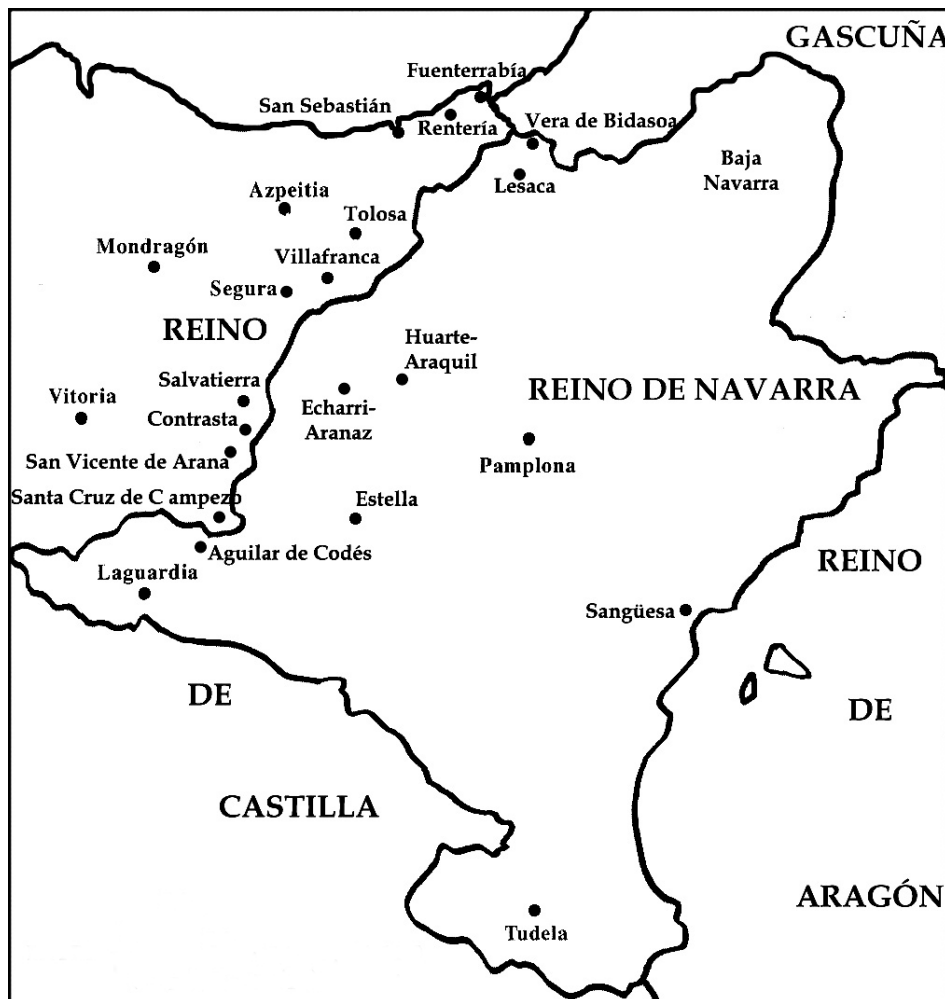 GASCUÑA
Fuenterrabía
San Sebastián
Rentería
Vera de Bidasoa
Baja
Navarra
Lesaca
Azpeitia
Tolosa
Mondragón
Villafranca
Segura
REINO
Huarte-
Araquil
Salvatierra
REINO DE NAVARRA
Vitoria
Echarri-
Aranaz
Contrasta
San Vicente de Arana
Pamplona
Santa Cruz de C ampezo
Estella
Aguilar de Codés
REINO
Laguardia
Sangüesa
DE
DE
CASTILLA
ARAGÓN
Tudela